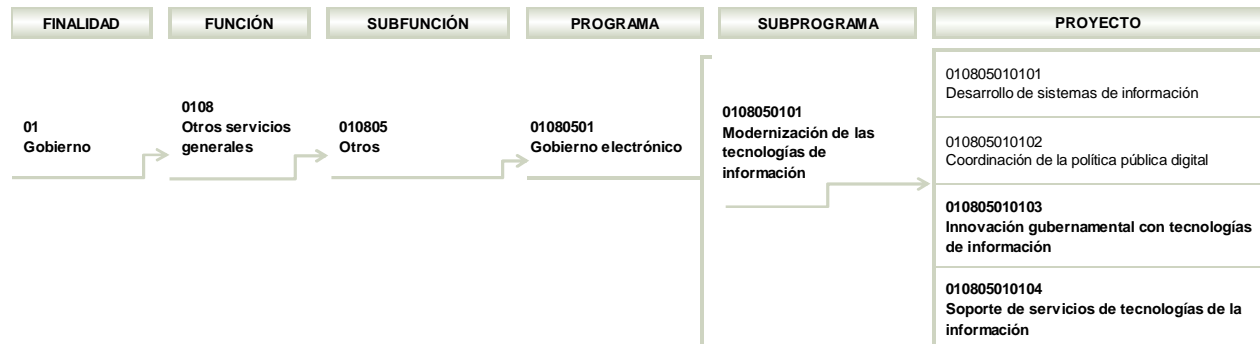 FINALIDAD
FUNCIÓN
SUBFUNCIÓN
PROGRAMA
SUBPROGRAMA
PROYECTO
01
Gobierno
0108
Otros servicios
generales
010805
Otros
01080501
Gobierno electrónico
0108050101
Modernización de las
tecnologías de
información
010805010101
Desarrollo de sistemas de información
010805010102
Coordinación de la política pública digital
010805010103
Innovación gubernamental con tecnologías
de información
010805010104
Soporte de servicios de tecnologías de la
información